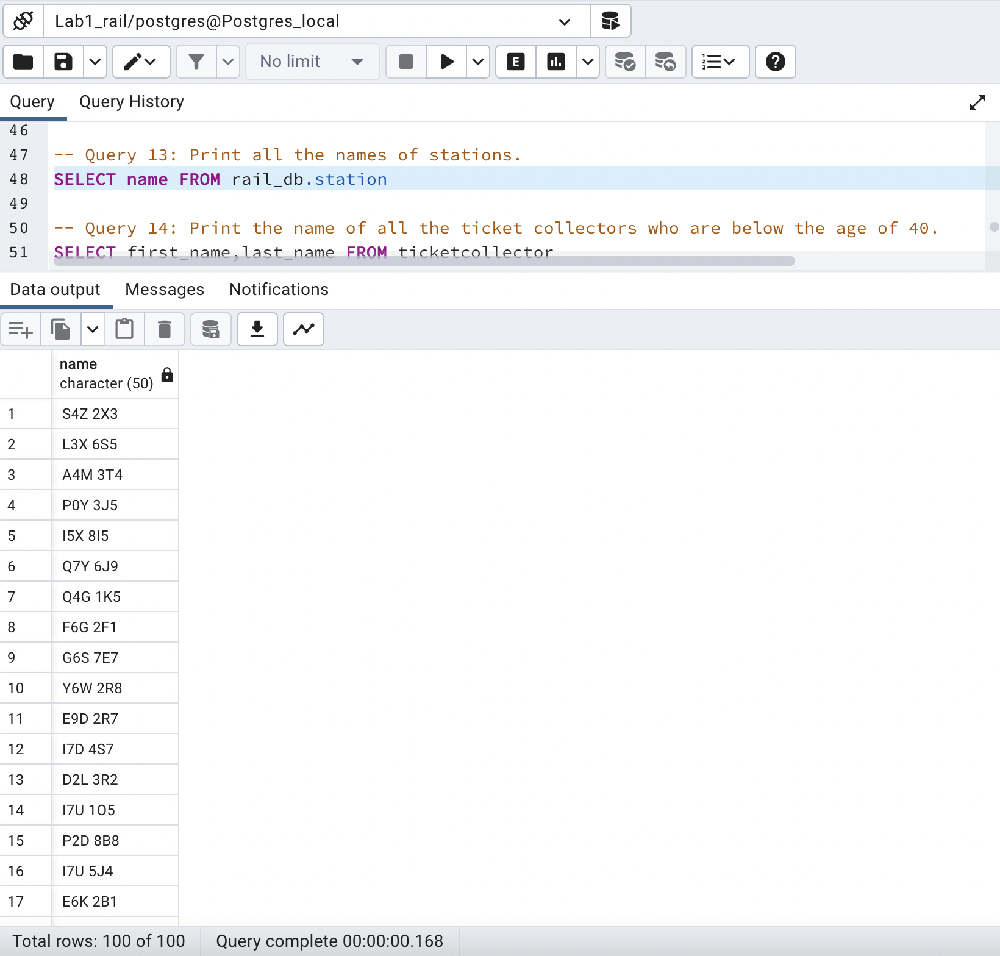 Lab1_rail/postgres@Postgres_local
No limit
E
Query Query History
46
47 -- Query 13: Print all the names of stations.
48 SELECT name FROM rail_db.station
49
50 -- Query 14: Print the name of all the ticket collectors who are below the age of 40.
51 SELECT first_name,last_name FROM ticketcollector
Data output Messages Notifications
name
character (50)
1 S4Z 2X3
2 L3X 6S5
3 A4M 3T4
4 P0Y 3J5
5 I5X 8I5
6 Q7Y 6J9
7 Q4G 1K5
8 F6G 2F1
9 G6S 7E7
10 Y6W 2R8
11 E9D 2R7
12 I7D 4S7
13 D2L 3R2
14 I7U 1O5
15 P2D 8B8
16 I7U 5J4
17 E6K 2B1
Total rows: 100 of 100 Query complete 00:00:00.168